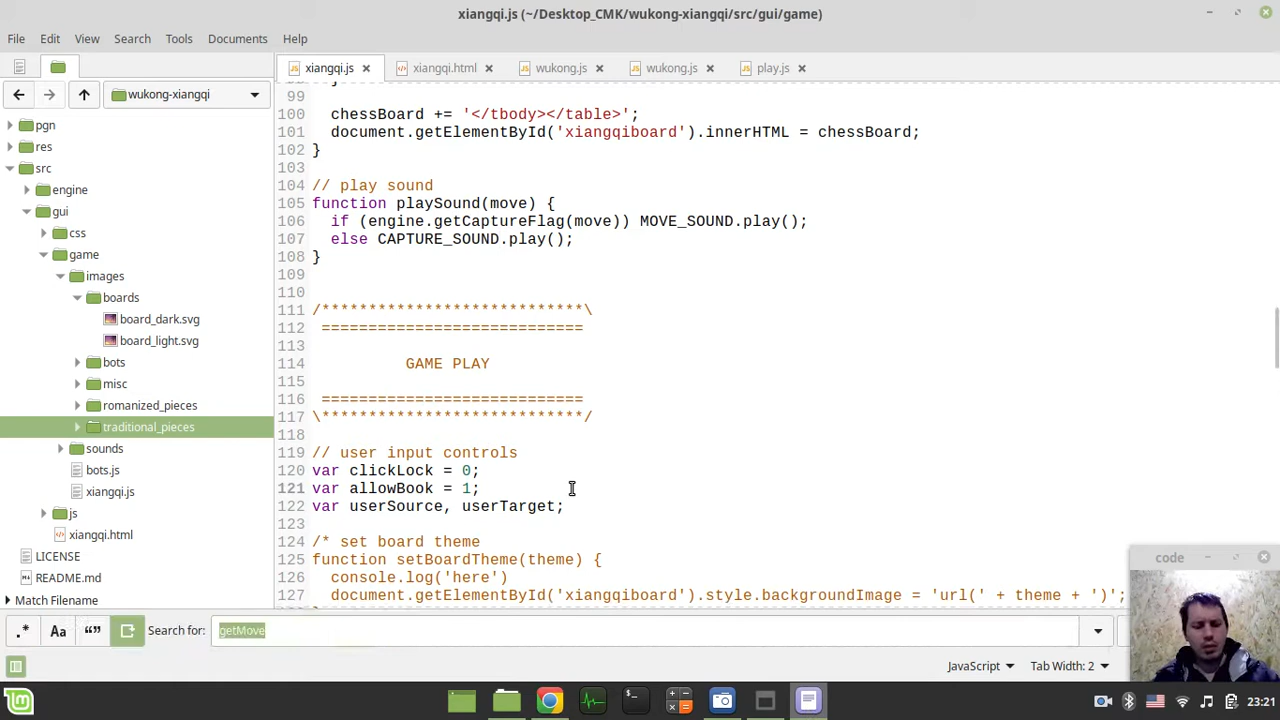 xiangqi.js (~/Desktop_CMK/wukong-xiangqi/src/gui/game)
File Edit View Search Tools Documents Help
xiangqi.js xiangqi.html wukong.js wukong.js play.js
wukong-xiangqi
pgn
res
src
engine
gui
css
game
images
boards
board_dark.svg
board_light.svg
bots
misc
romanized_pieces
traditional_pieces
sounds
bots.js
xiangqi.js
js
xiangqi.html
LICENSE
README.md
Match Filename
99
100 chessBoard += '</tbody></table>';
101 document.getElementById('xiangqiboard').innerHTML = chessBoard;
102 }
103
104 // play sound
105 function playSound(move) {
106 if (engine.getCaptureFlag(move)) MOVE_SOUND.play();
107 else CAPTURE_SOUND.play();
108 }
109
110
111 /****************************\
112 ============================
113
114 GAME PLAY
115
116 ============================
117 \****************************/
118
119 // user input controls
120 var clickLock = 0;
121 var allowBook = 1;
122 var userSource, userTarget;
123
124 /* set board theme
125 function setBoardTheme(theme) {
126 console.log('here')
127 document.getElementById('xiangqiboard').style.backgroundImage = 'url(' + theme + ')';
code
.* Aa “” Search for: getMove
JavaScript Tab Width: 2
23:21